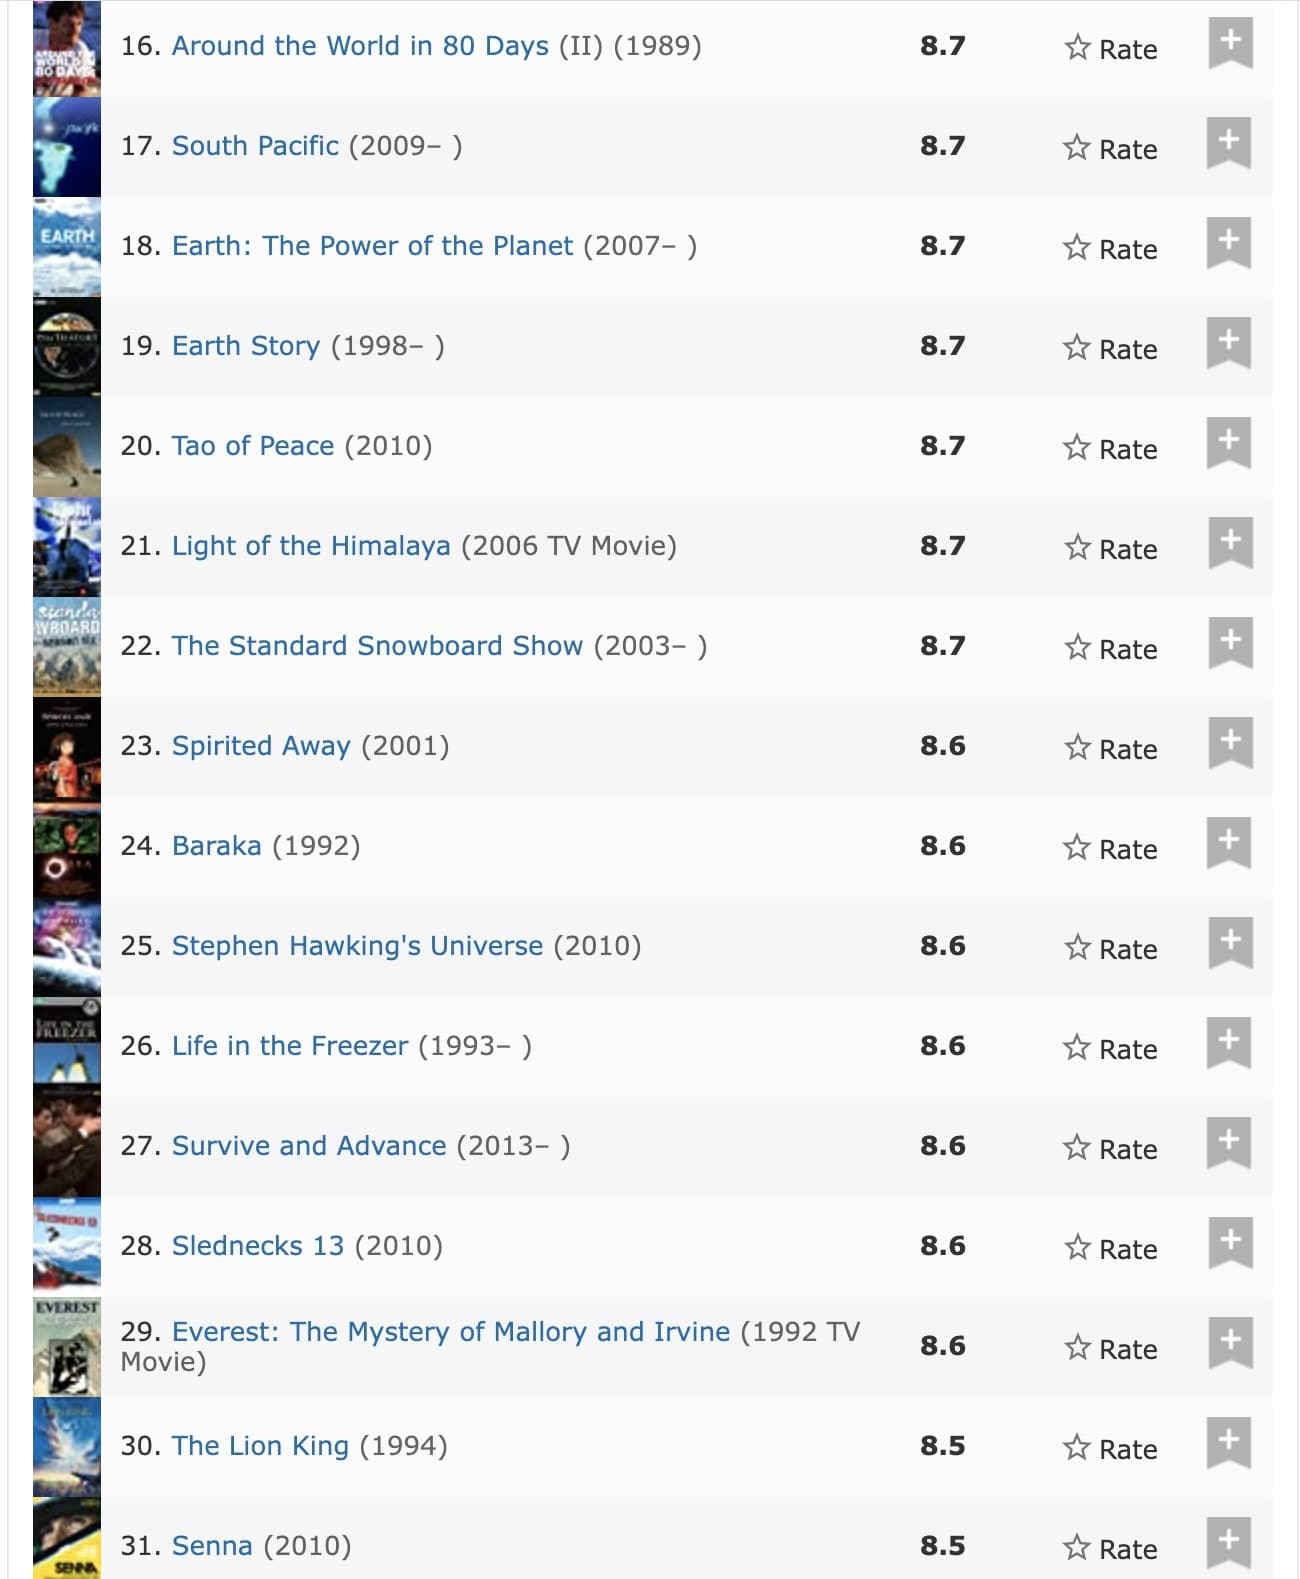 16. Around the World in 80 Days (II) (1989) 8.7 Rate
17. South Pacific (2009– ) 8.7 Rate
EARTH
18. Earth: The Power of the Planet (2007– ) 8.7 Rate
19. Earth Story (1998– ) 8.7 Rate
20. Tao of Peace (2010) 8.7 Rate
21. Light of the Himalaya (2006 TV Movie) 8.7 Rate
22. The Standard Snowboard Show (2003– ) 8.7 Rate
23. Spirited Away (2001) 8.6 Rate
24. Baraka (1992) 8.6 Rate
25. Stephen Hawking's Universe (2010) 8.6 Rate
LIFE IN THE
FREEZER
26. Life in the Freezer (1993– ) 8.6 Rate
27. Survive and Advance (2013– ) 8.6 Rate
28. Slednecks 13 (2010) 8.6 Rate
EVEREST
29. Everest: The Mystery of Mallory and Irvine (1992 TV
Movie) 8.6 Rate
30. The Lion King (1994) 8.5 Rate
31. Senna (2010) 8.5 Rate
SENNA